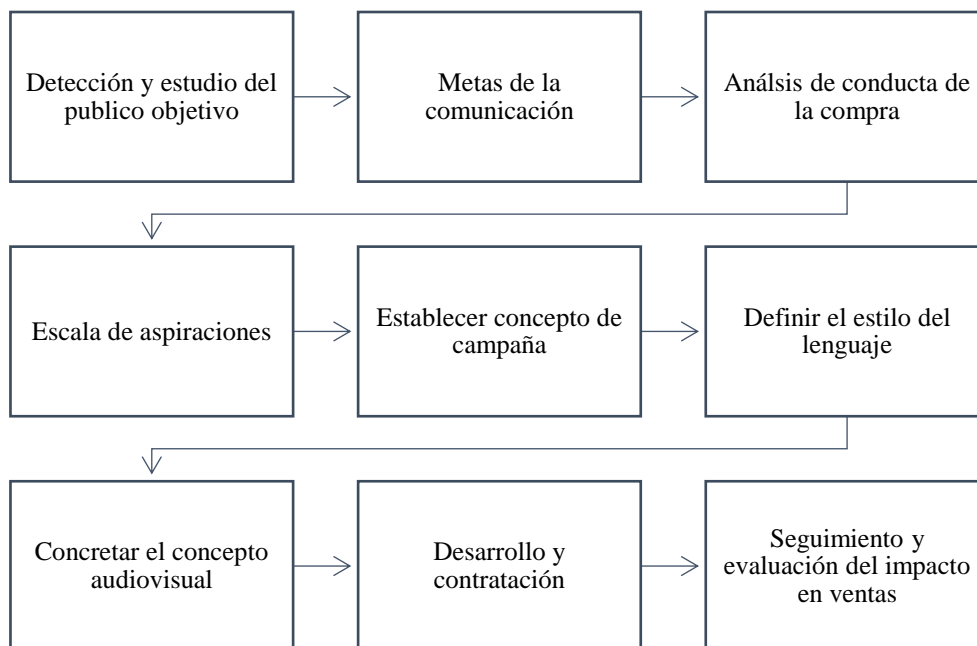 Detección y estudio del
publico objetivo
Metas de la
comunicación
Análsis de conducta de
la compra
Escala de aspiraciones
Establecer concepto de
campaña
Definir el estilo del
lenguaje
Concretar el concepto
audiovisual
Desarrollo y
contratación
Seguimiento y
evaluación del impacto
en ventas